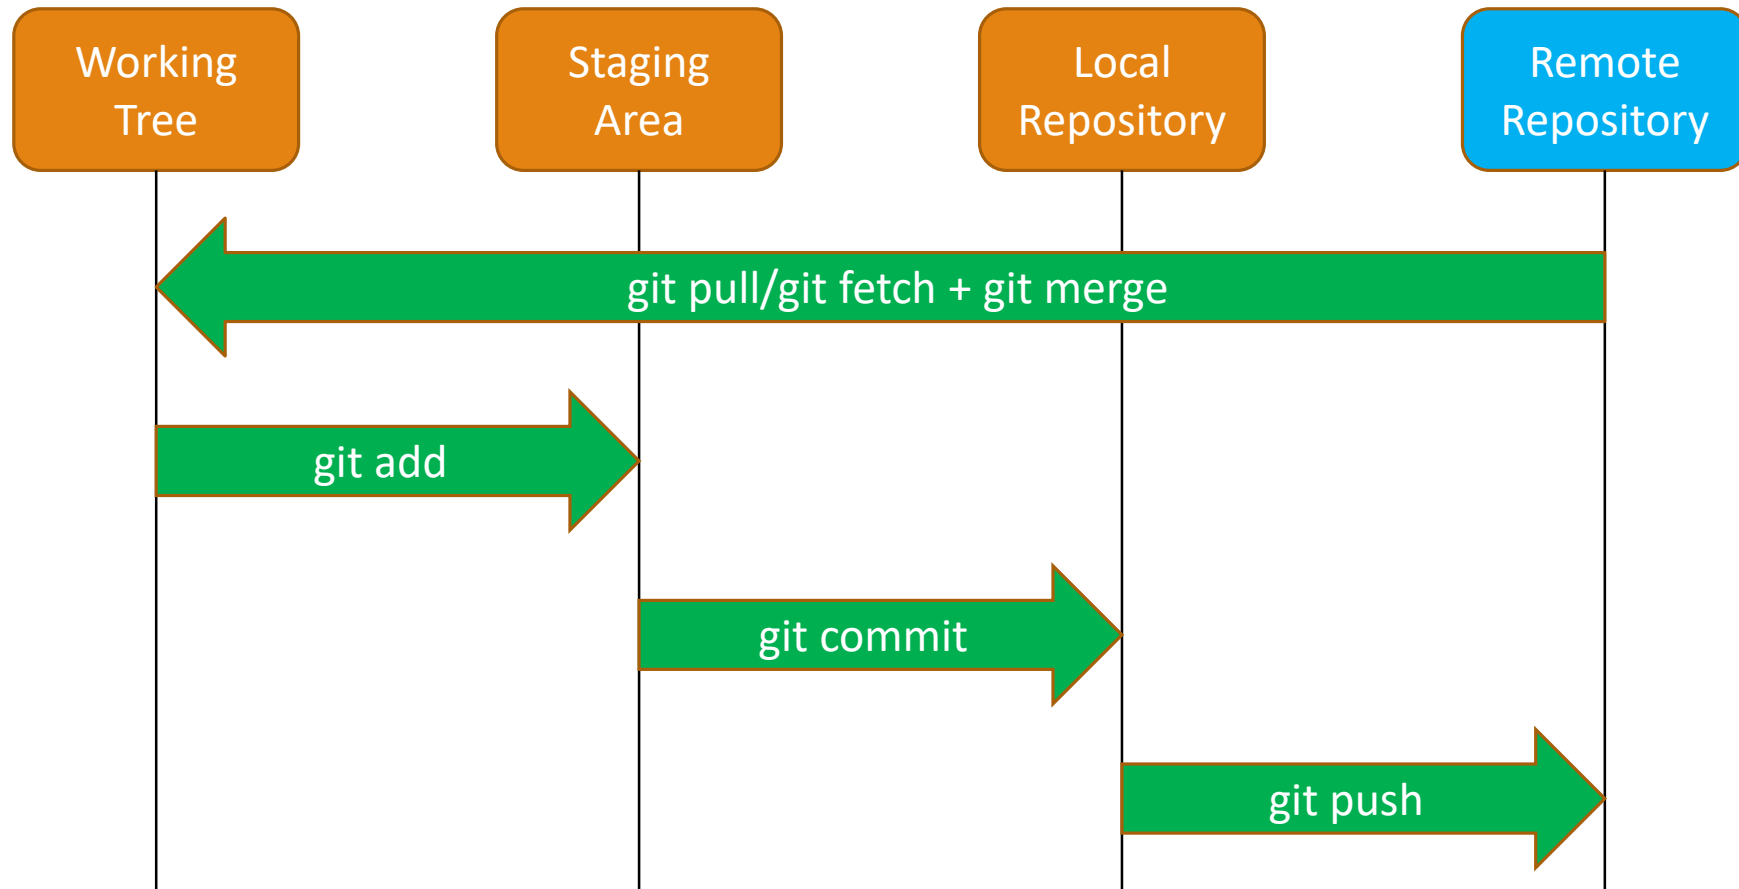 Working
Tree
Staging
Area
Local
Repository
Remote
Repository
git pull/git fetch + git merge
git add
git commit
git push